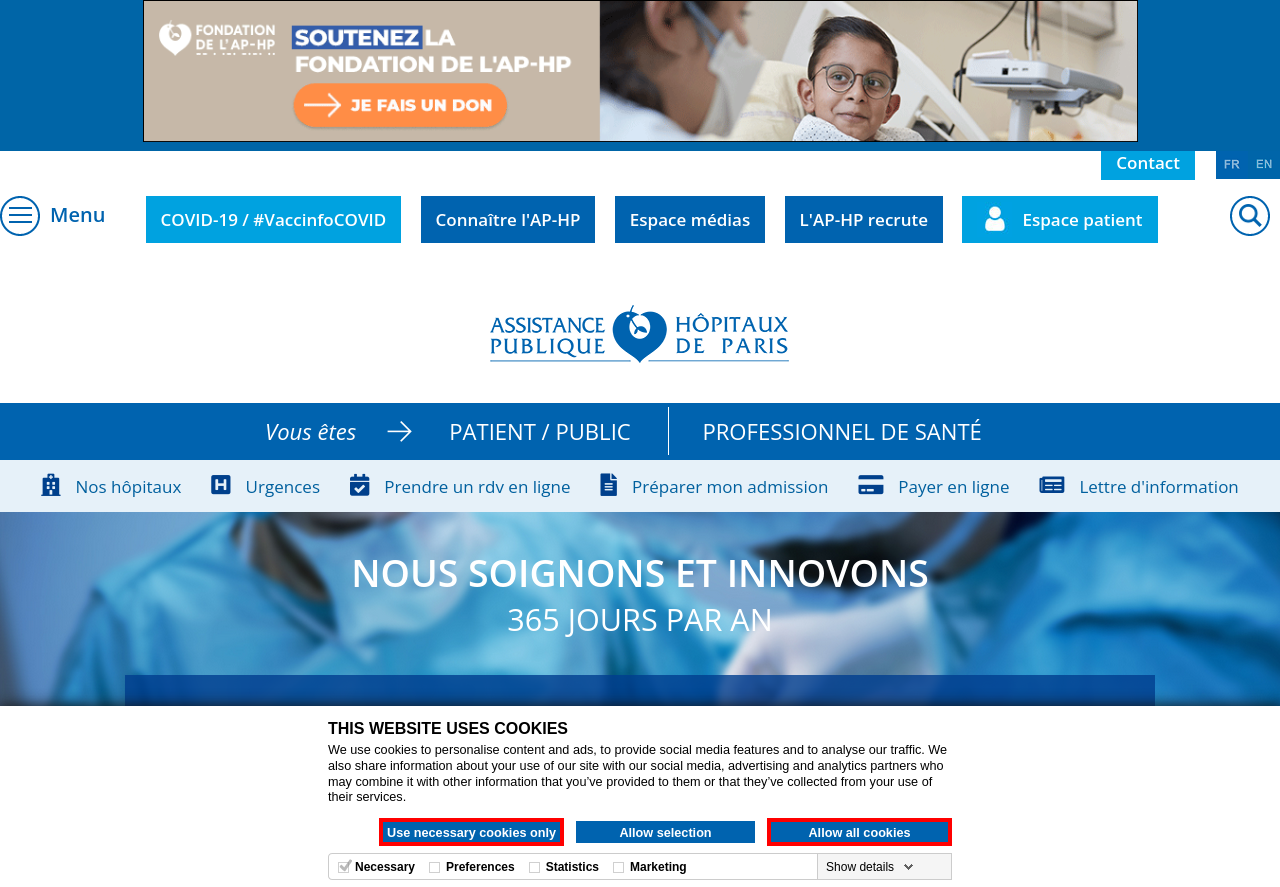 FONDATION
DE L'AP-HP
SOUTENEZ LA
FONDATION DE L'AP-HP
JE FAIS UN DON
Contact
FR EN
Menu
COVID-19 / #VaccinfoCOVID
Connaître l'AP-HP
Espace médias
L'AP-HP recrute
Espace patient
ASSISTANCE HÔPITAUX
PUBLIQUE DE PARIS
Vous êtes PATIENT / PUBLIC PROFESSIONNEL DE SANTÉ
Nos hôpitaux Urgences Prendre un rdv en ligne Préparer mon admission Payer en ligne Lettre d'information
NOUS SOIGNONS ET INNOVONS
365 JOURS PAR AN
THIS WEBSITE USES COOKIES
We use cookies to personalise content and ads, to provide social media features and to analyse our traffic. We
also share information about your use of our site with our social media, advertising and analytics partners who
may combine it with other information that you’ve provided to them or that they’ve collected from your use of
their services.
Use necessary cookies only Allow selection Allow all cookies
Necessary Preferences Statistics Marketing Show details